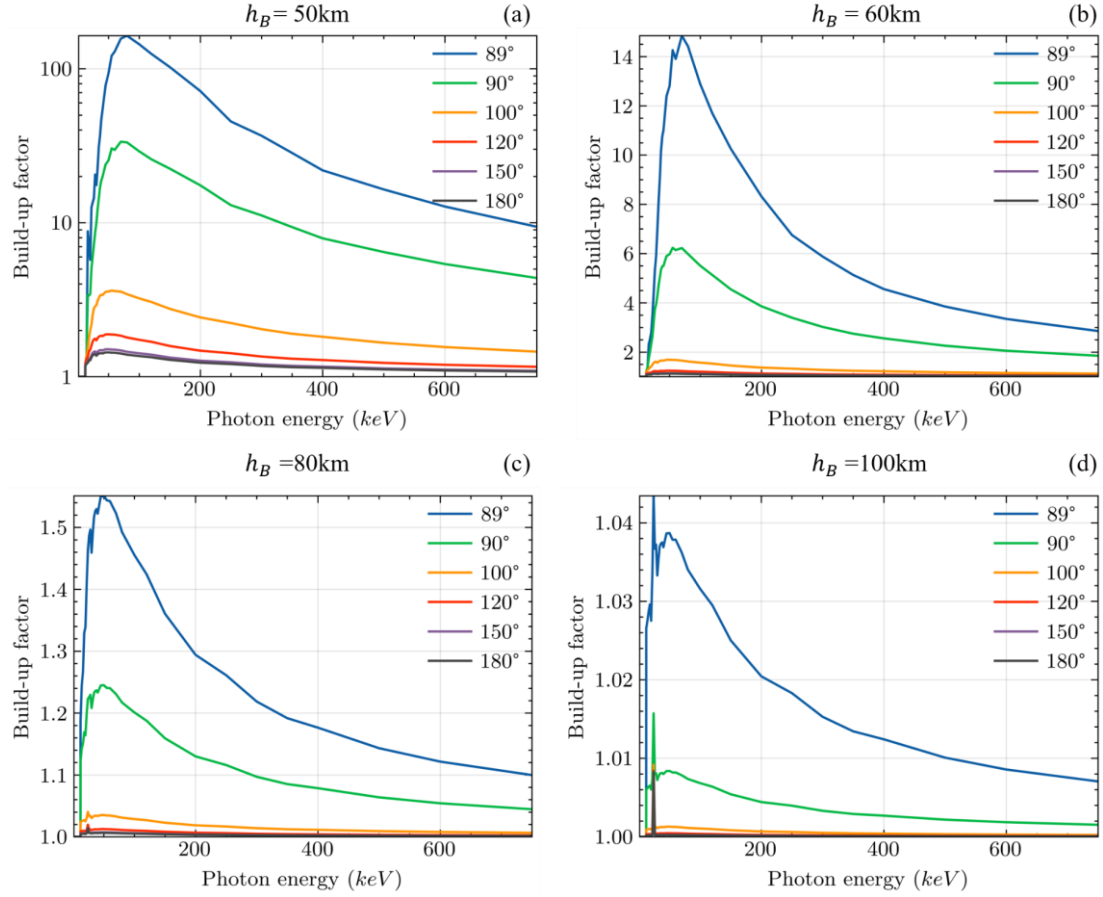 h_B = 50km (a)
100
10
1
200 400 600
Build-up factor
Photon energy (keV)
89°
90°
100°
120°
150°
180°
h_B = 60km (b)
14
12
10
8
6
4
2
200 400 600
Build-up factor
Photon energy (keV)
89°
90°
100°
120°
150°
180°
h_B =80km (c)
1.5
1.4
1.3
1.2
1.1
1.0
200 400 600
Build-up factor
Photon energy (keV)
89°
90°
100°
120°
150°
180°
h_B =100km (d)
1.04
1.03
1.02
1.01
1.00
200 400 600
Build-up factor
Photon energy (keV)
89°
90°
100°
120°
150°
180°